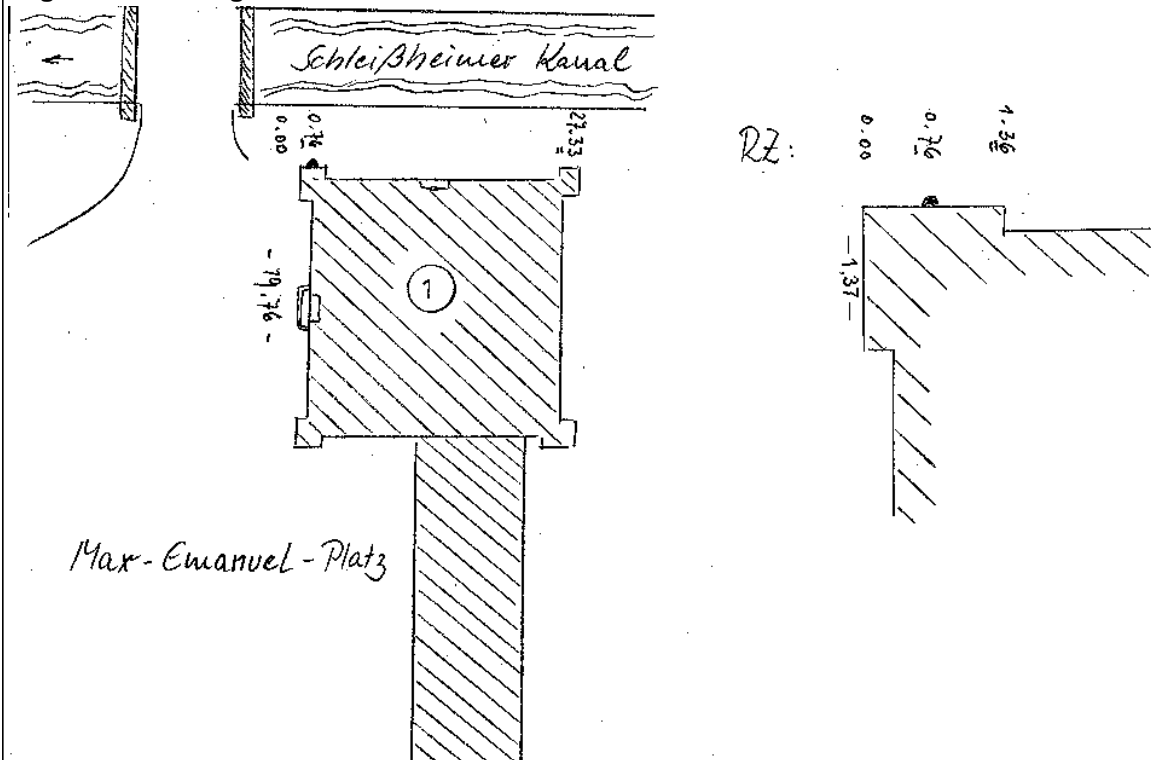 Schleißheimer Kanal
0.00
0.76
27.33
- 19,76 -
1
Max-Emanuel-Platz
RZ:
0.00
0.76
1.36
-1,37-